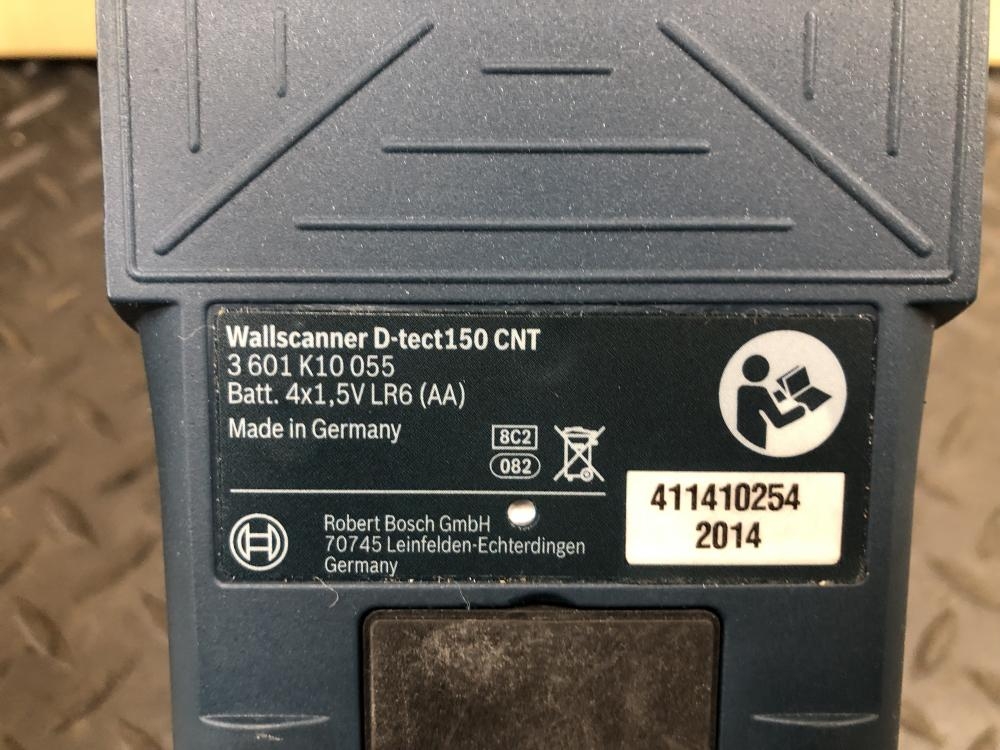 Wallscanner D-tect150 CNT
3 601 K10 055
Batt. 4x1,5V LR6 (AA)
Made in Germany
8C2
082
Robert Bosch GmbH
70745 Leinfelden-Echterdingen
Germany
411410254
2014